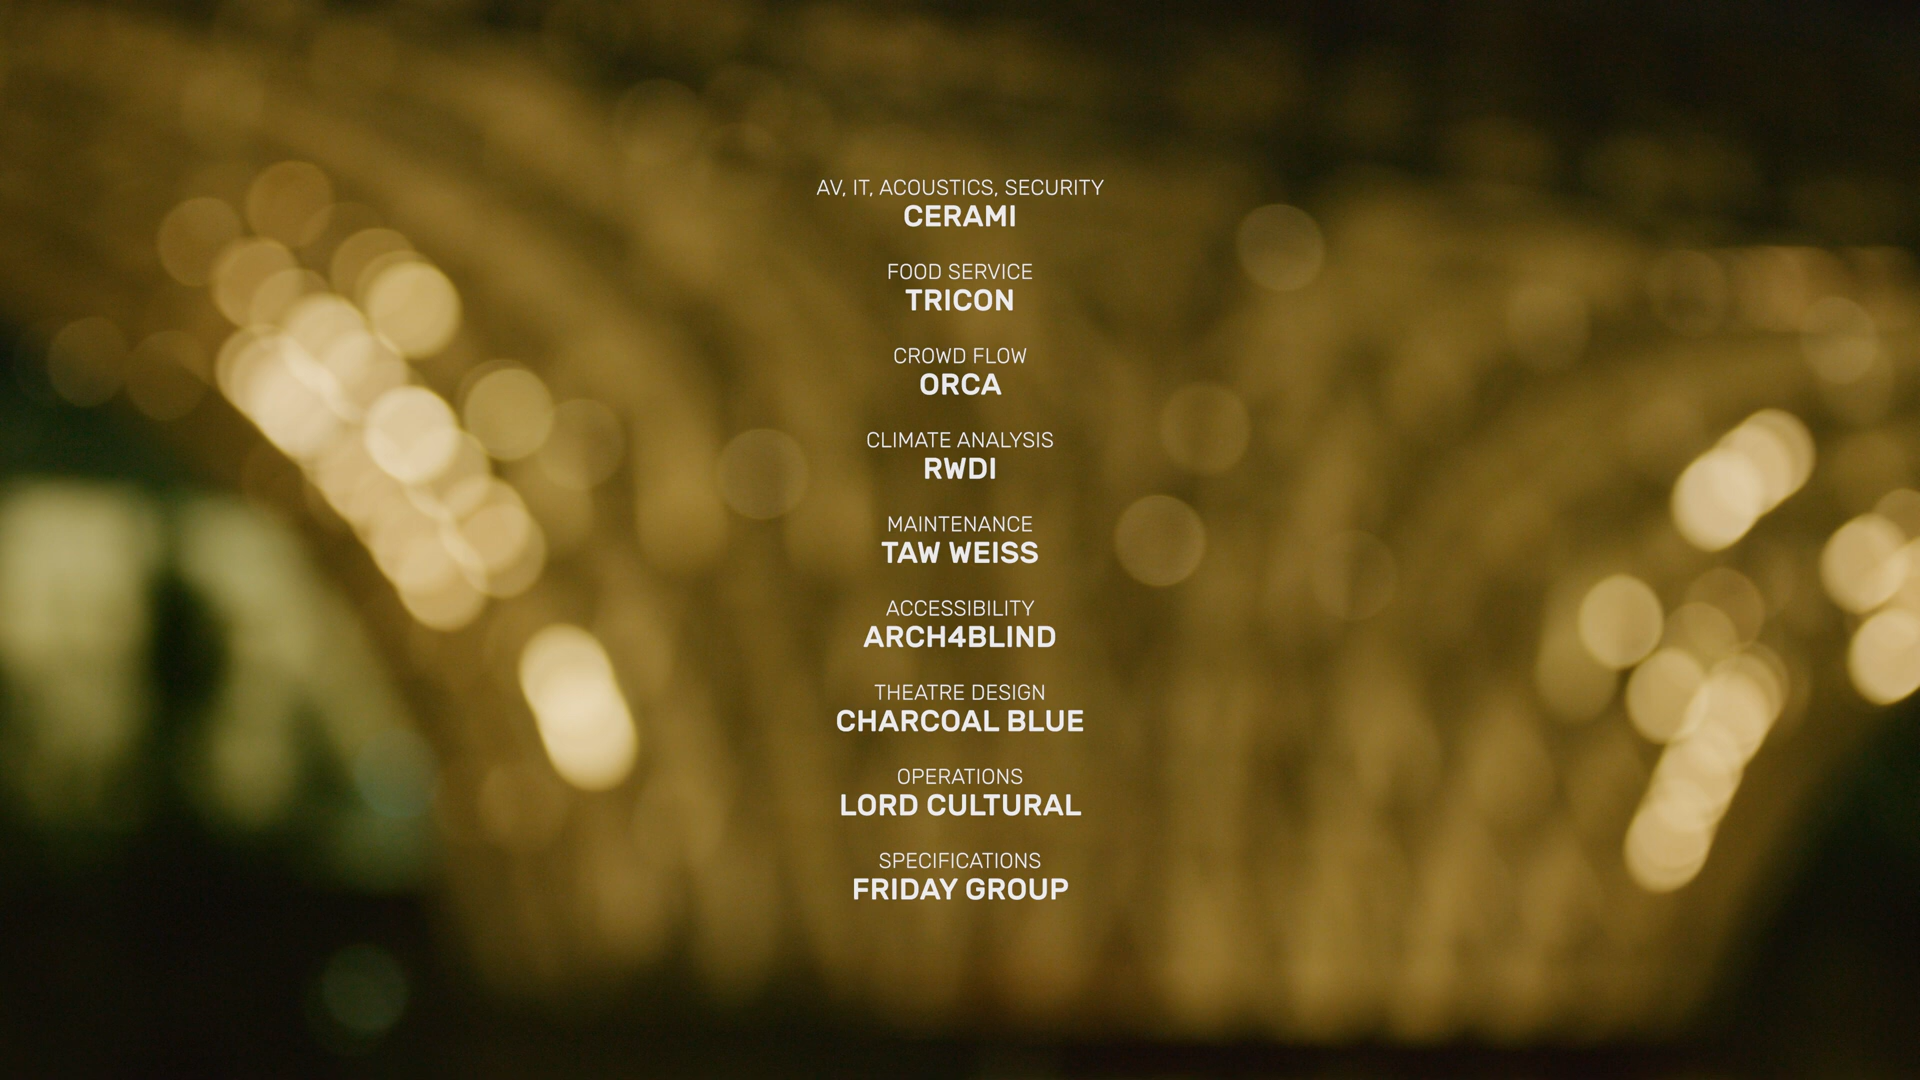 AV, IT, ACOUSTICS, SECURITY
CERAMI
FOOD SERVICE
TRICON
CROWD FLOW
ORCA
CLIMATE ANALYSIS
RWDI
MAINTENANCE
TAW WEISS
ACCESSIBILITY
ARCH4BLIND
THEATRE DESIGN
CHARCOAL BLUE
OPERATIONS
LORD CULTURAL
SPECIFICATIONS
FRIDAY GROUP